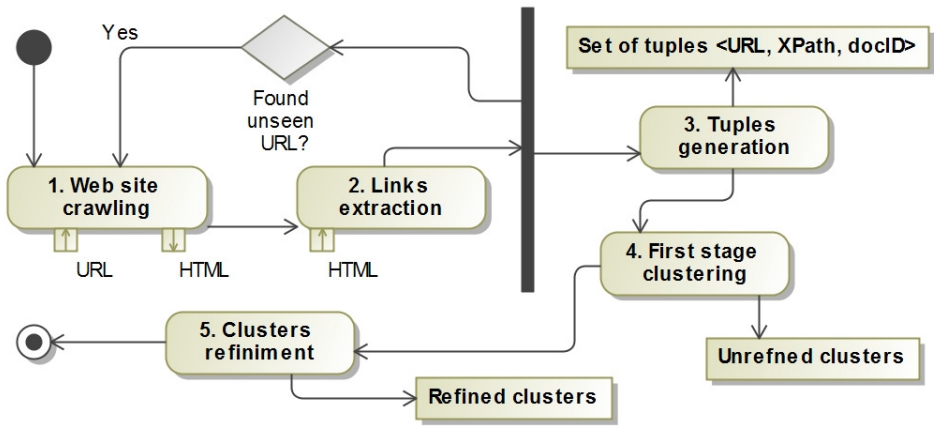 Yes
Found
unseen
URL?
Set of tuples <URL, XPath, docID>
3. Tuples
generation
1. Web site
crawling
2. Links
extraction
URL
HTML
HTML
4. First stage
clustering
5. Clusters
refiniment
Unrefned clusters
Refined clusters